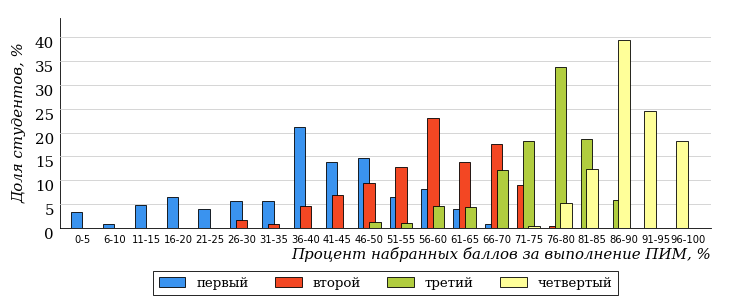 Доля студентов, %
40
35
30
25
20
15
10
5
0
0-5 6-10 11-15 16-20 21-25 26-30 31-35 36-40 41-45 46-50 51-55 56-60 61-65 66-70 71-75 76-80 81-85 86-90 91-95 96-100
Процент набранных баллов за выполнение ПИМ, %
первый второй третий четвертый